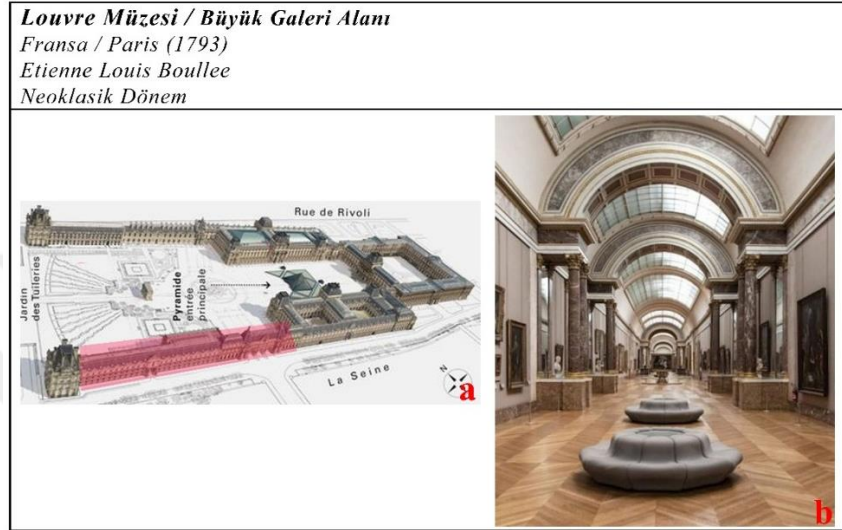 Louvre Müzesi / Büyük Galeri Alanı
Fransa / Paris (1793)
Etienne Louis Boullee
Neoklasik Dönem
Rue de Rivoli
Jardin
des Tuileries
Pyramide
entrée
principale
La Seine
N
a
b